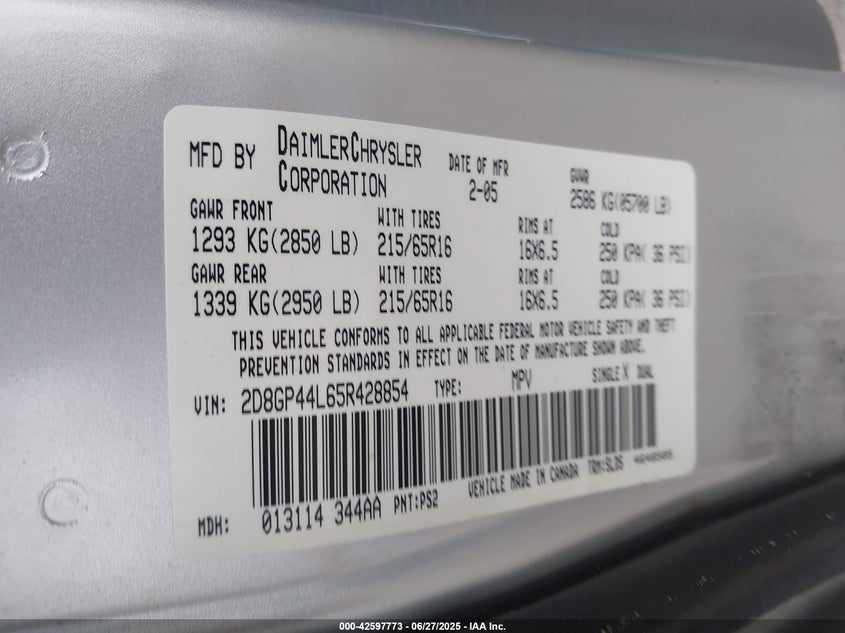 MFD BY DAIMLERCHRYSLER CORPORATION DATE OF MFR 2-05 GVWR 2586 KG(05700 LB)
GAWR FRONT WITH TIRES RIMS AT COLD
1293 KG(2850 LB) 215/65R16 16X6.5 250 KPA( 36 PSI)
GAWR REAR WITH TIRES RIMS AT COLD
1339 KG(2950 LB) 215/65R16 16X6.5 250 KPA( 36 PSI)
THIS VEHICLE CONFORMS TO ALL APPLICABLE FEDERAL MOTOR VEHICLE SAFETY AND THEFT
PREVENTION STANDARDS IN EFFECT ON THE DATE OF MANUFACTURE SHOWN ABOVE.
VIN: 2D8GP44L65R428854 TYPE: MPV SINGLE X DUAL
MDH: 013114 344AA PNT:PS2 VEHICLE MADE IN CANADA TRM:SLD5
000-42597773 - 06/27/2025 - IAA Inc.